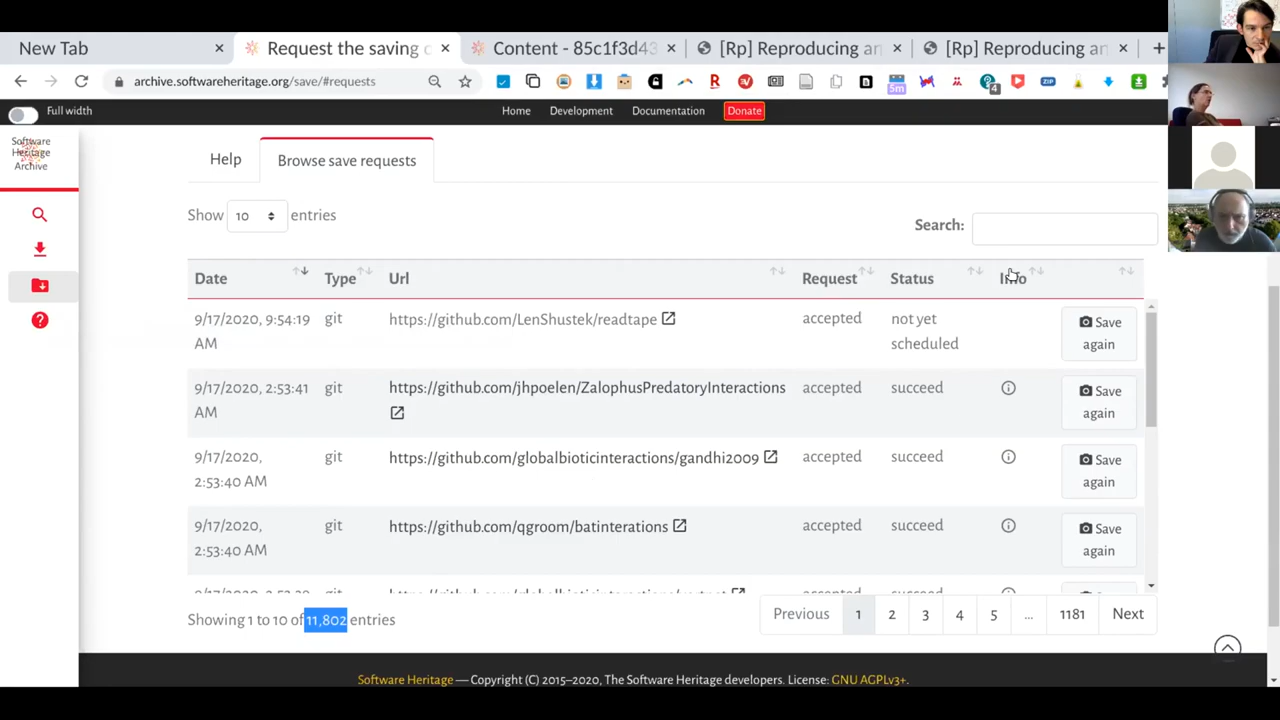 New Tab
Request the saving o
Content - 85c1f3d43
[Rp] Reproducing an
[Rp] Reproducing an
archive.softwareheritage.org/save/#requests
5m
4
ZIP
Full width
Home Development Documentation Donate
Software
Heritage
Archive
Help
Browse save requests
Show 10 entries
Search:
Date Type Url Request Status Info
9/17/2020, 9:54:19 git https://github.com/LenShustek/readtape accepted not yet Save
AM scheduled again
9/17/2020, 2:53:41 git https://github.com/jhpoelen/ZalophusPredatoryInteractions accepted succeed Save
AM again
9/17/2020, git https://github.com/globalbioticinteractions/gandhi2009 accepted succeed Save
2:53:40 AM again
9/17/2020, git https://github.com/qgroom/batinterations accepted succeed Save
2:53:40 AM again
Showing 1 to 10 of 11,802 entries
Previous 1 2 3 4 5 ... 1181 Next
Software Heritage — Copyright (C) 2015–2020, The Software Heritage developers. License: GNU AGPLv3+.